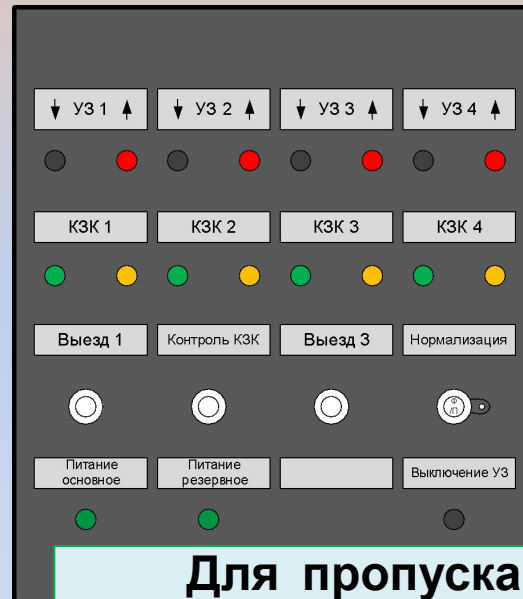 ↓ УЗ 1 ↑ ↓ УЗ 2 ↑ ↓ УЗ 3 ↑ ↓ УЗ 4 ↑
КЗК 1 КЗК 2 КЗК 3 КЗК 4
Выезд 1 Контроль КЗК Выезд 3 Нормализация
Ф
/П
Питание основное Питание резервное Выключение УЗ
Для пропуска